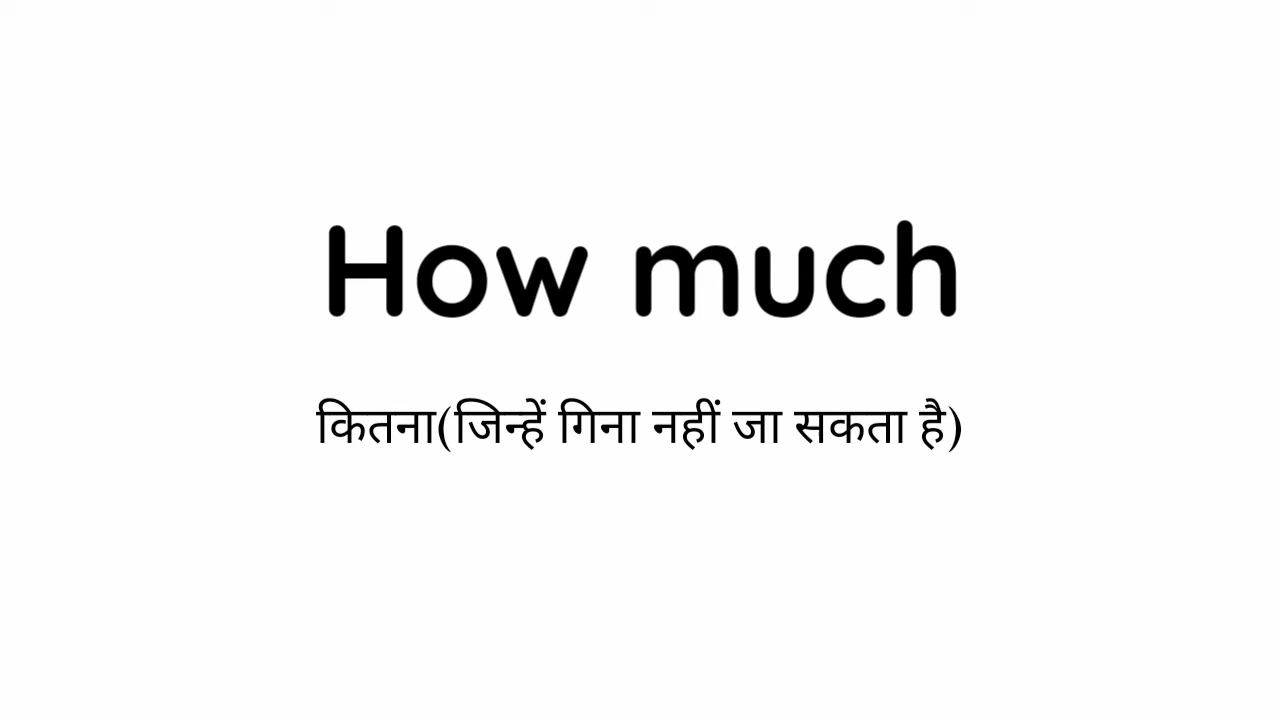 How much
कितना(जिन्हें गिना नहीं जा सकता है)